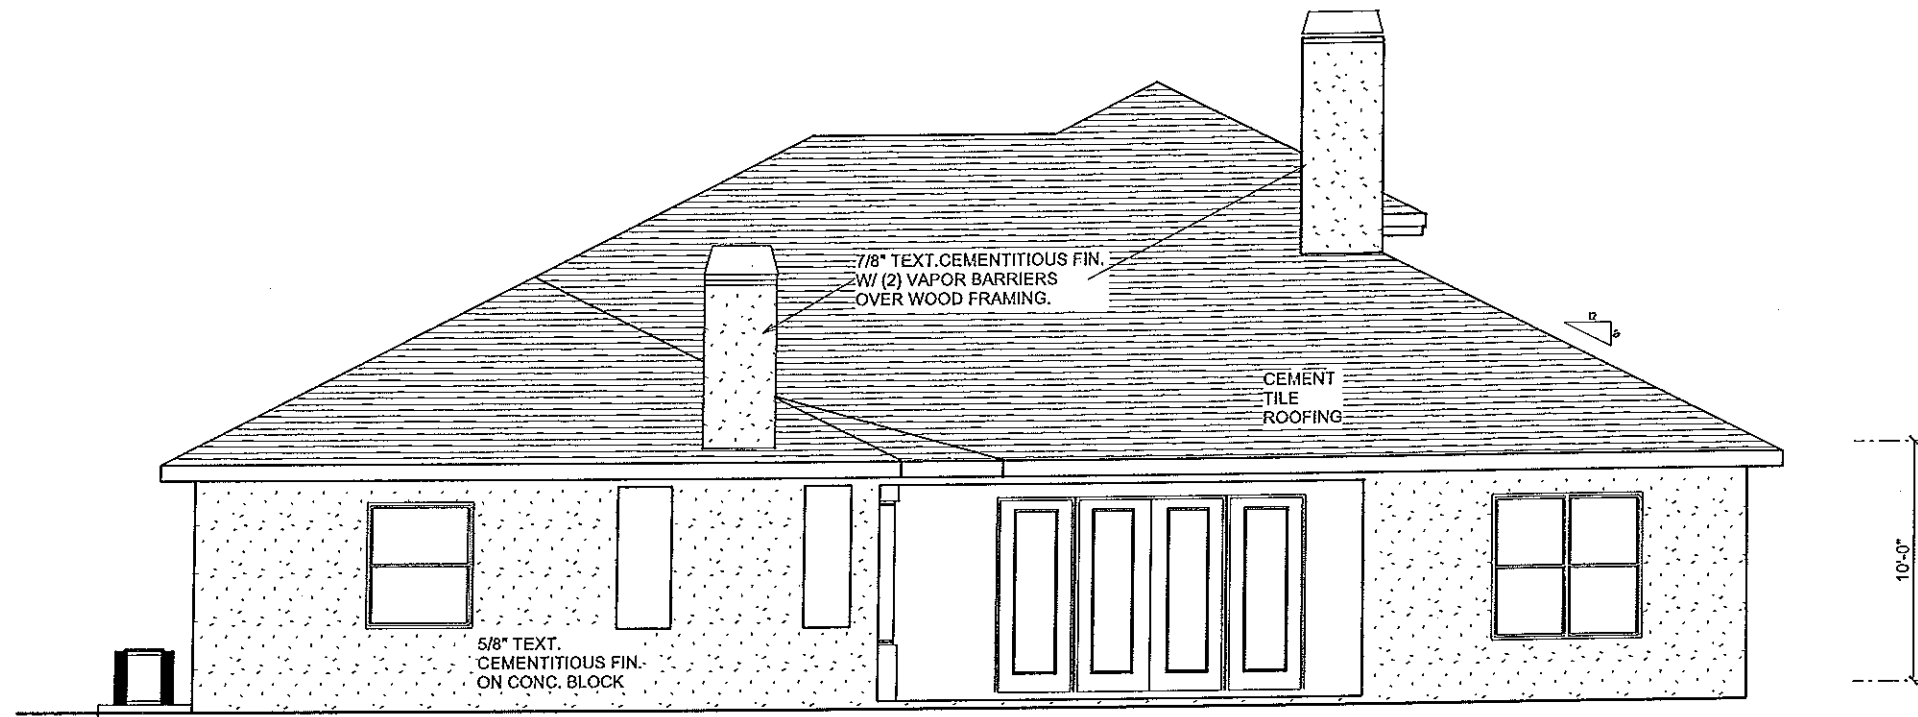 7/8" TEXT.CEMENTITIOUS FIN.
W/ (2) VAPOR BARRIERS
OVER WOOD FRAMING.
12
CEMENT
TILE
ROOFING
10'-0"
5/8" TEXT.
CEMENTITIOUS FIN.
ON CONC. BLOCK